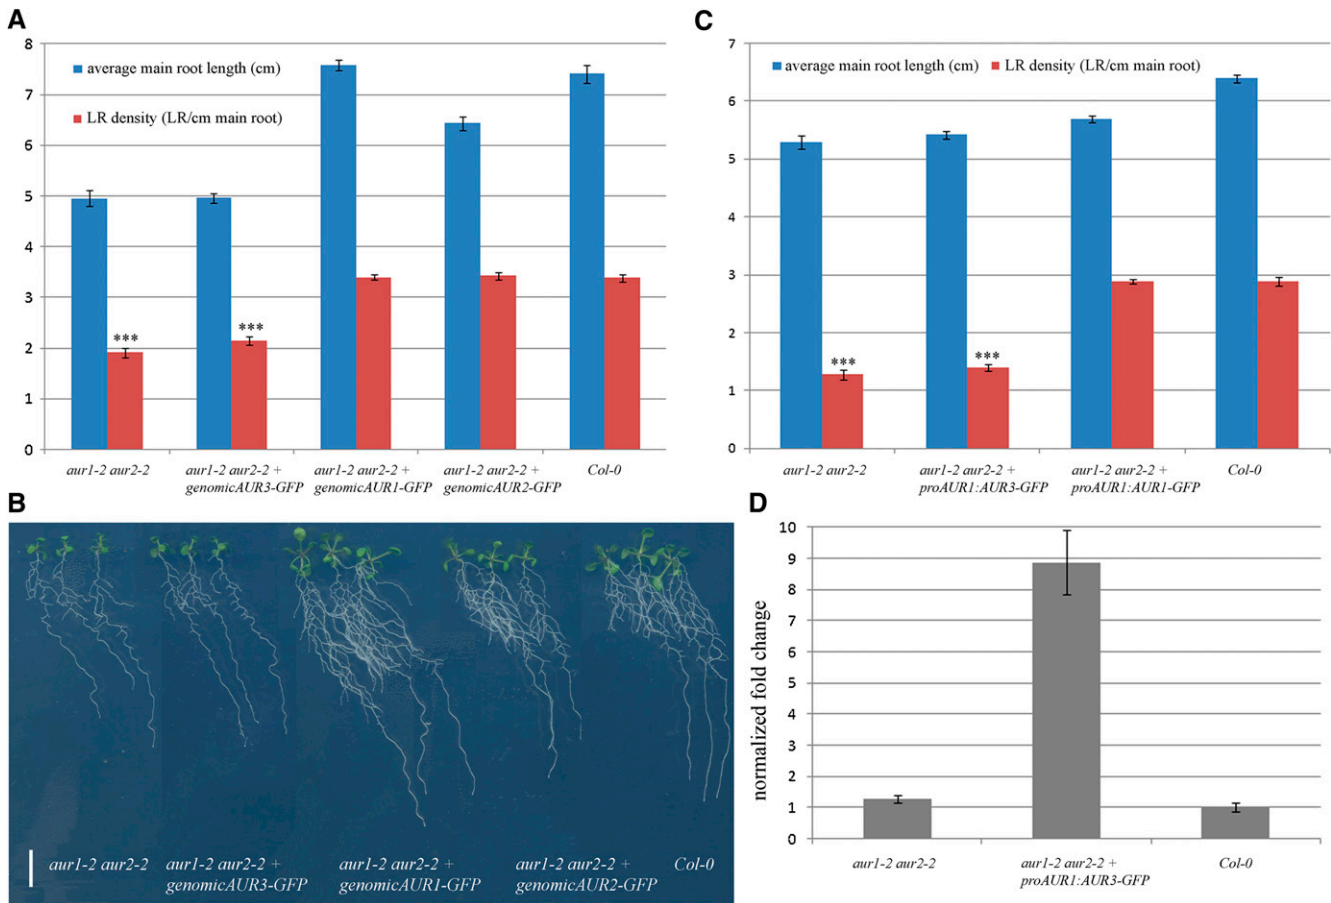 A
8
7
6
5
4
3
2
1
0
average main root length (cm)
LR density (LR/cm main root)
***
***
aur1-2 aur2-2
aur1-2 aur2-2 +
genomicAUR3-GFP
aur1-2 aur2-2 +
genomicAUR1-GFP
aur1-2 aur2-2 +
genomicAUR2-GFP
Col-0
C
7
6
5
4
3
2
1
0
average main root length (cm)
LR density (LR/cm main root)
***
***
aur1-2 aur2-2
aur1-2 aur2-2 +
proAUR1:AUR3-GFP
aur1-2 aur2-2 +
proAUR1:AUR1-GFP
Col-0
B
aur1-2 aur2-2
aur1-2 aur2-2 +
genomicAUR3-GFP
aur1-2 aur2-2 +
genomicAUR1-GFP
aur1-2 aur2-2 +
genomicAUR2-GFP
Col-0
D
normalized fold change
10
9
8
7
6
5
4
3
2
1
0
aur1-2 aur2-2
aur1-2 aur2-2 +
proAUR1:AUR3-GFP
Col-0